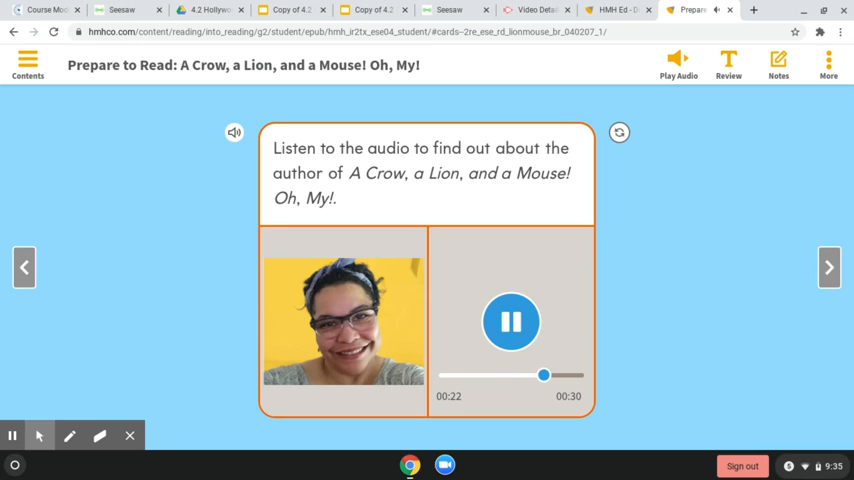 Course Mo
Seesaw
4.2 Hollyw
Copy of 4.2
Copy of 4.2
Seesaw
Video Detai
HMH Ed - D
Prepare
hmhco.com/content/reading/into_reading/g2/student/epub/hmh_ir2tx_ese04_student/#cards--2re_ese_rd_lionmouse_br_040207_1/
Contents
Prepare to Read: A Crow, a Lion, and a Mouse! Oh, My!
Play Audio
Review
Notes
More
Listen to the audio to find out about the
author of A Crow, a Lion, and a Mouse!
Oh, My!.
00:22
00:30
Sign out
9:35